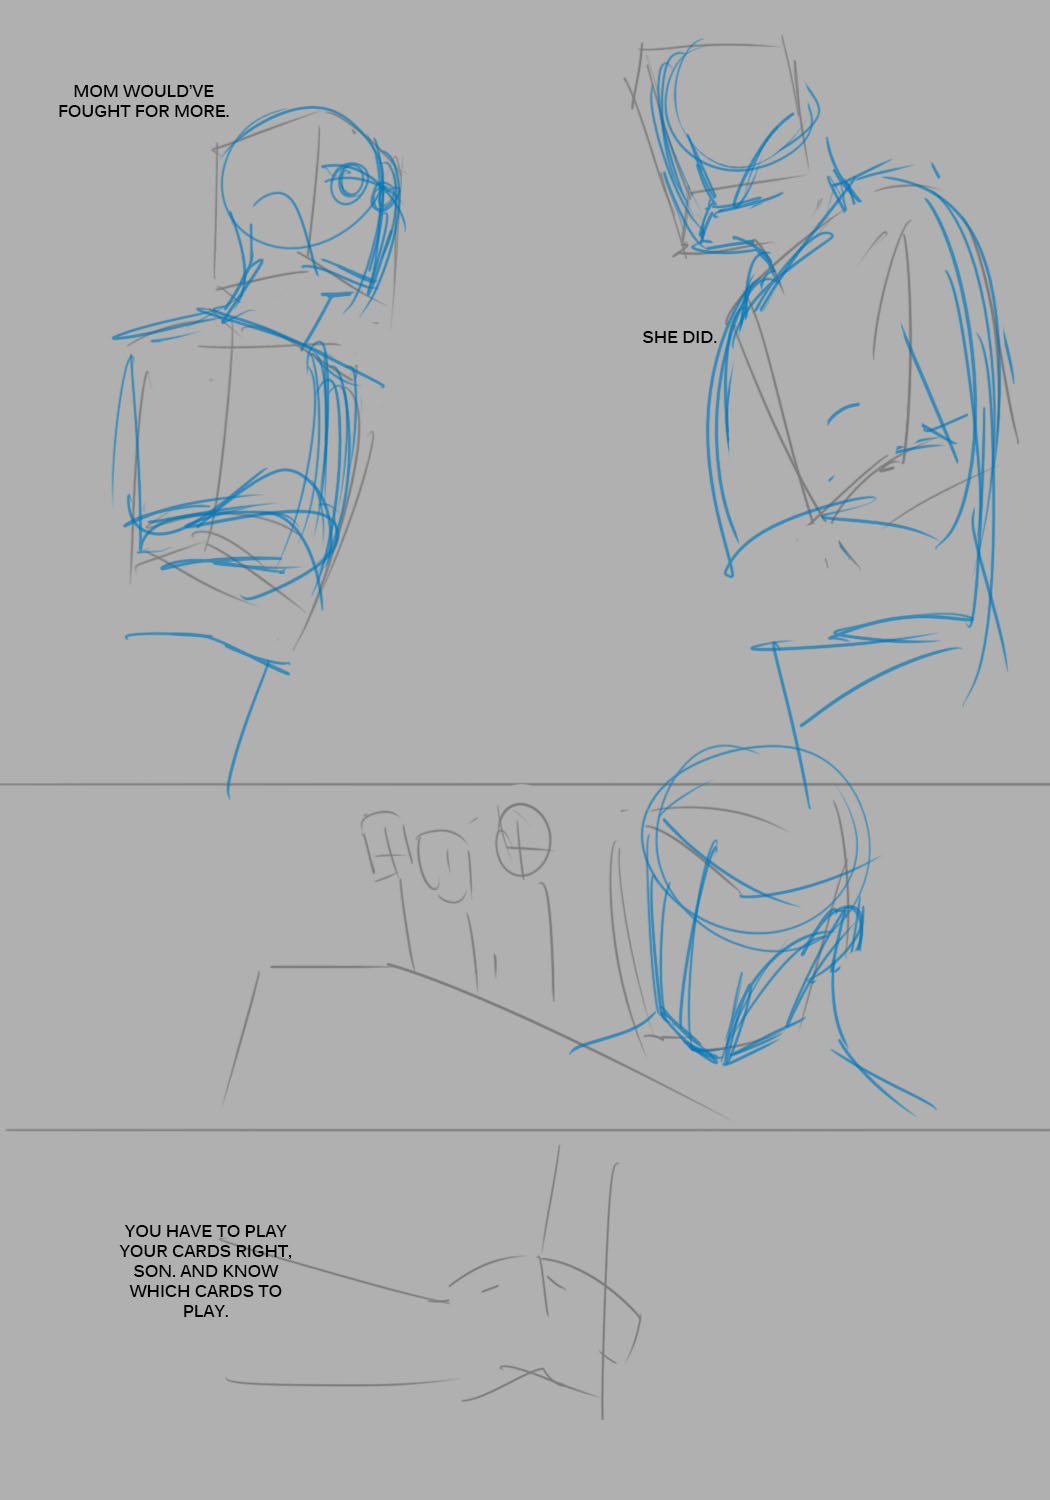 MOM WOULD'VE
FOUGHT FOR MORE.
SHE DID.
YOU HAVE TO PLAY
YOUR CARDS RIGHT,
SON. AND KNOW
WHICH CARDS TO
PLAY.